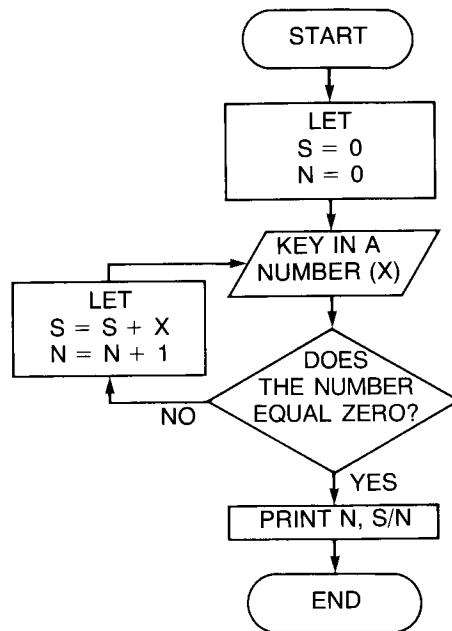 START
LET
S = 0
N = 0
KEY IN A
NUMBER (X)
LET
S = S + X
N = N + 1
DOES
THE NUMBER
EQUAL ZERO?
NO
YES
PRINT N, S/N
END